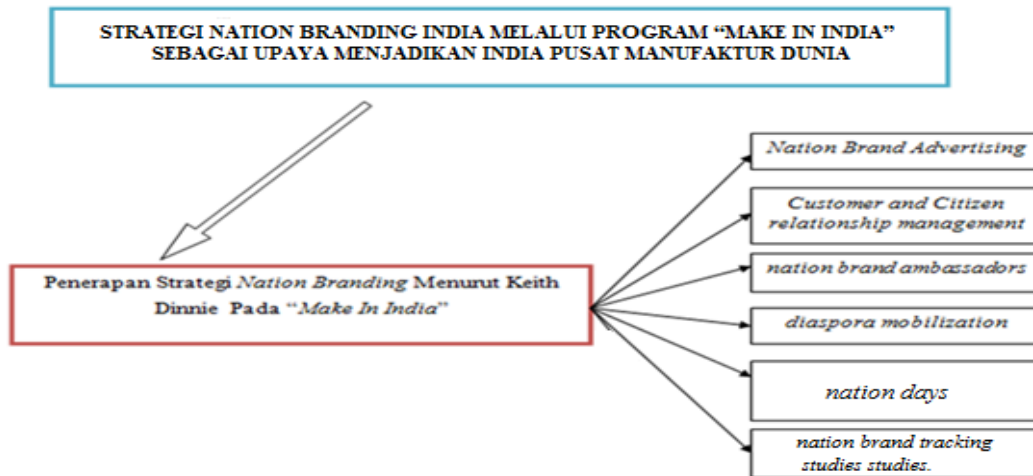 STRATEGI NATION BRANDING INDIA MELALUI PROGRAM “MAKE IN INDIA”
SEBAGAI UPAYA MENJADIKAN INDIA PUSAT MANUFAKTUR DUNIA
Penerapan Strategi Nation Branding Menurut Keith
Dinnie Pada “Make In India”
Nation Brand Advertising
Customer and Citizen
relationship management
nation brand ambassadors
diaspora mobilization
nation days
nation brand tracking
studies studies.